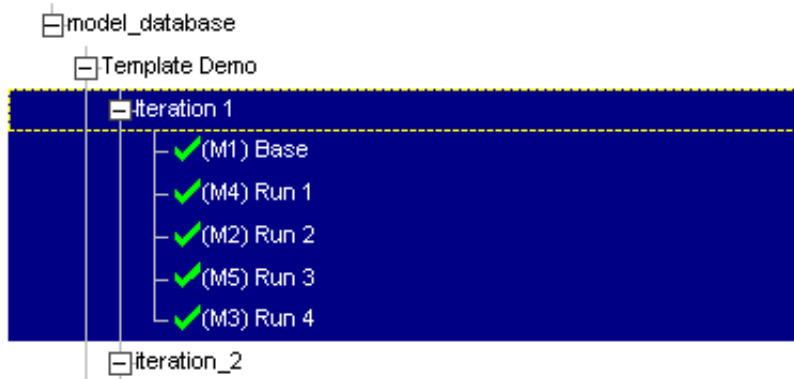 model_database
Template Demo
Iteration 1
(M1) Base
(M4) Run 1
(M2) Run 2
(M5) Run 3
(M3) Run 4
iteration_2